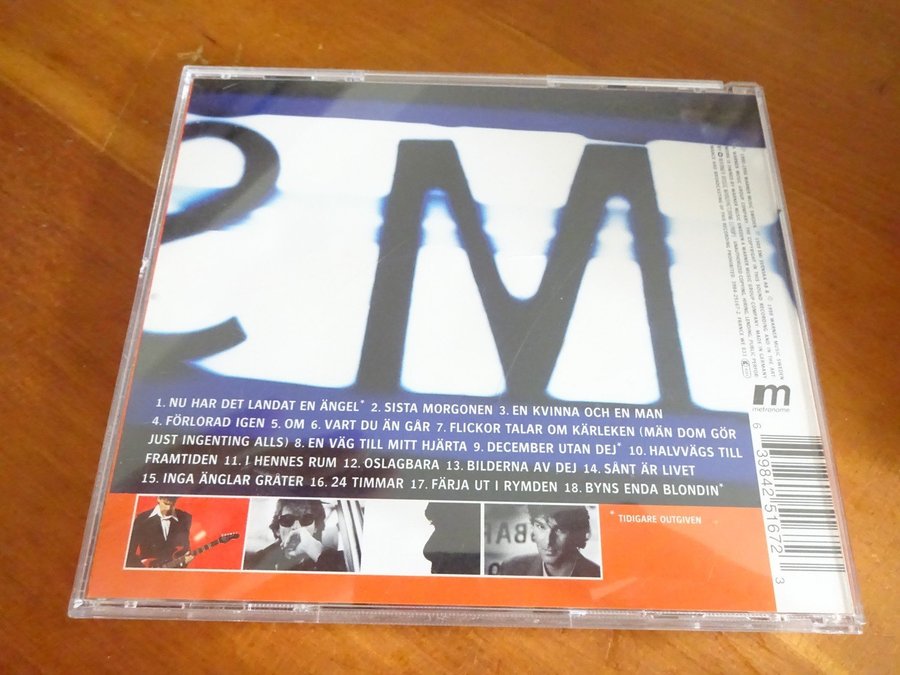 2 M
1. NU HAR DET LANDAT EN ÄNGEL* 2. SISTA MORGONEN 3. EN KVINNA OCH EN MAN
4. FÖRLORAD IGEN 5. OM 6. VART DU ÄN GÅR 7. FLICKOR TALAR OM KÄRLEKEN (MÄN DOM GÖR
JUST INGENTING ALLS) 8. EN VÄG TILL MITT HJÄRTA 9. DECEMBER UTAN DEJ* 10. HALVVÄGS TILL
FRAMTIDEN 11. I HENNES RUM 12. OSLAGBARA 13. BILDERNA AV DEJ 14. SÅNT ÄR LIVET
15. INGA ÄNGLAR GRÅTER 16. 24 TIMMAR 17. FÄRJA UT I RYMDEN 18. BYNS ENDA BLONDIN*
* TIDIGARE OUTGIVEN
m
metronome
6 39842 51672 3